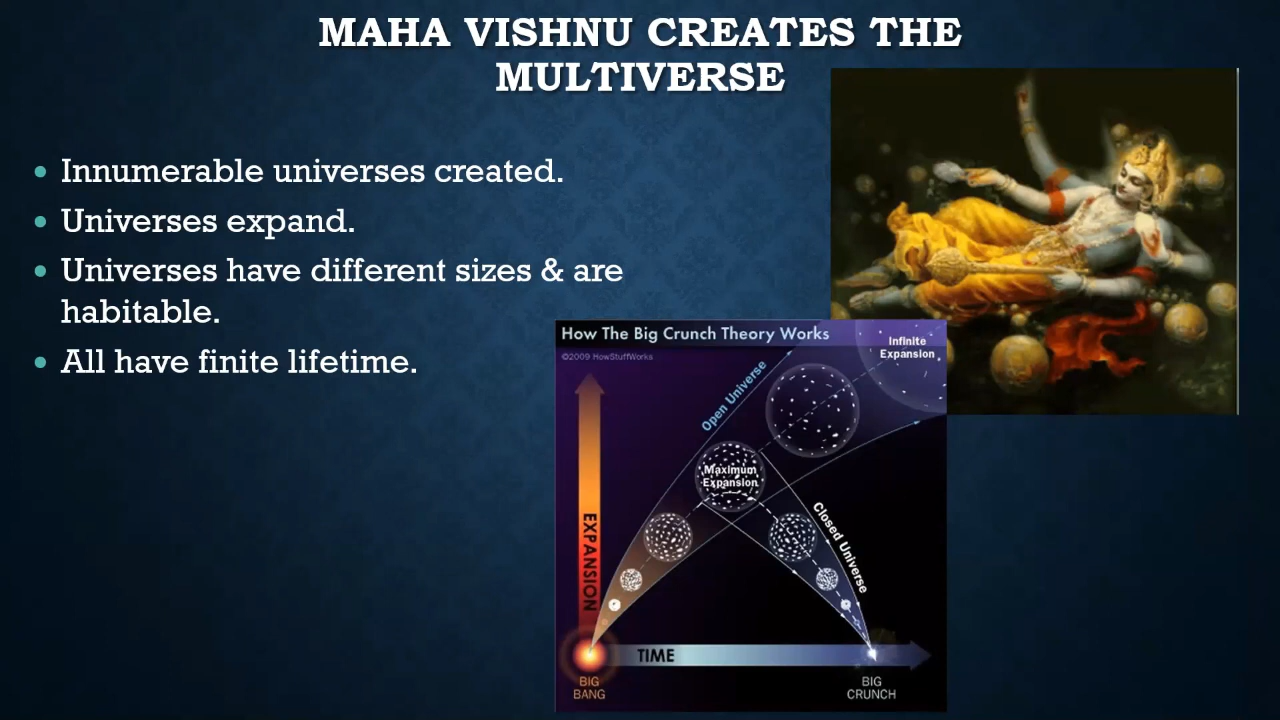 MAHA VISHNU CREATES THE
MULTIVERSE
• Innumerable universes created.
• Universes expand.
• Universes have different sizes & are
habitable.
• All have finite lifetime.
How The Big Crunch Theory Works
©2009 HowStuffWorks
Infinite
Expansion
Open Universe
Maximum
Expansion
Closed Universe
EXPANSION
TIME
BIG
BANG
BIG
CRUNCH